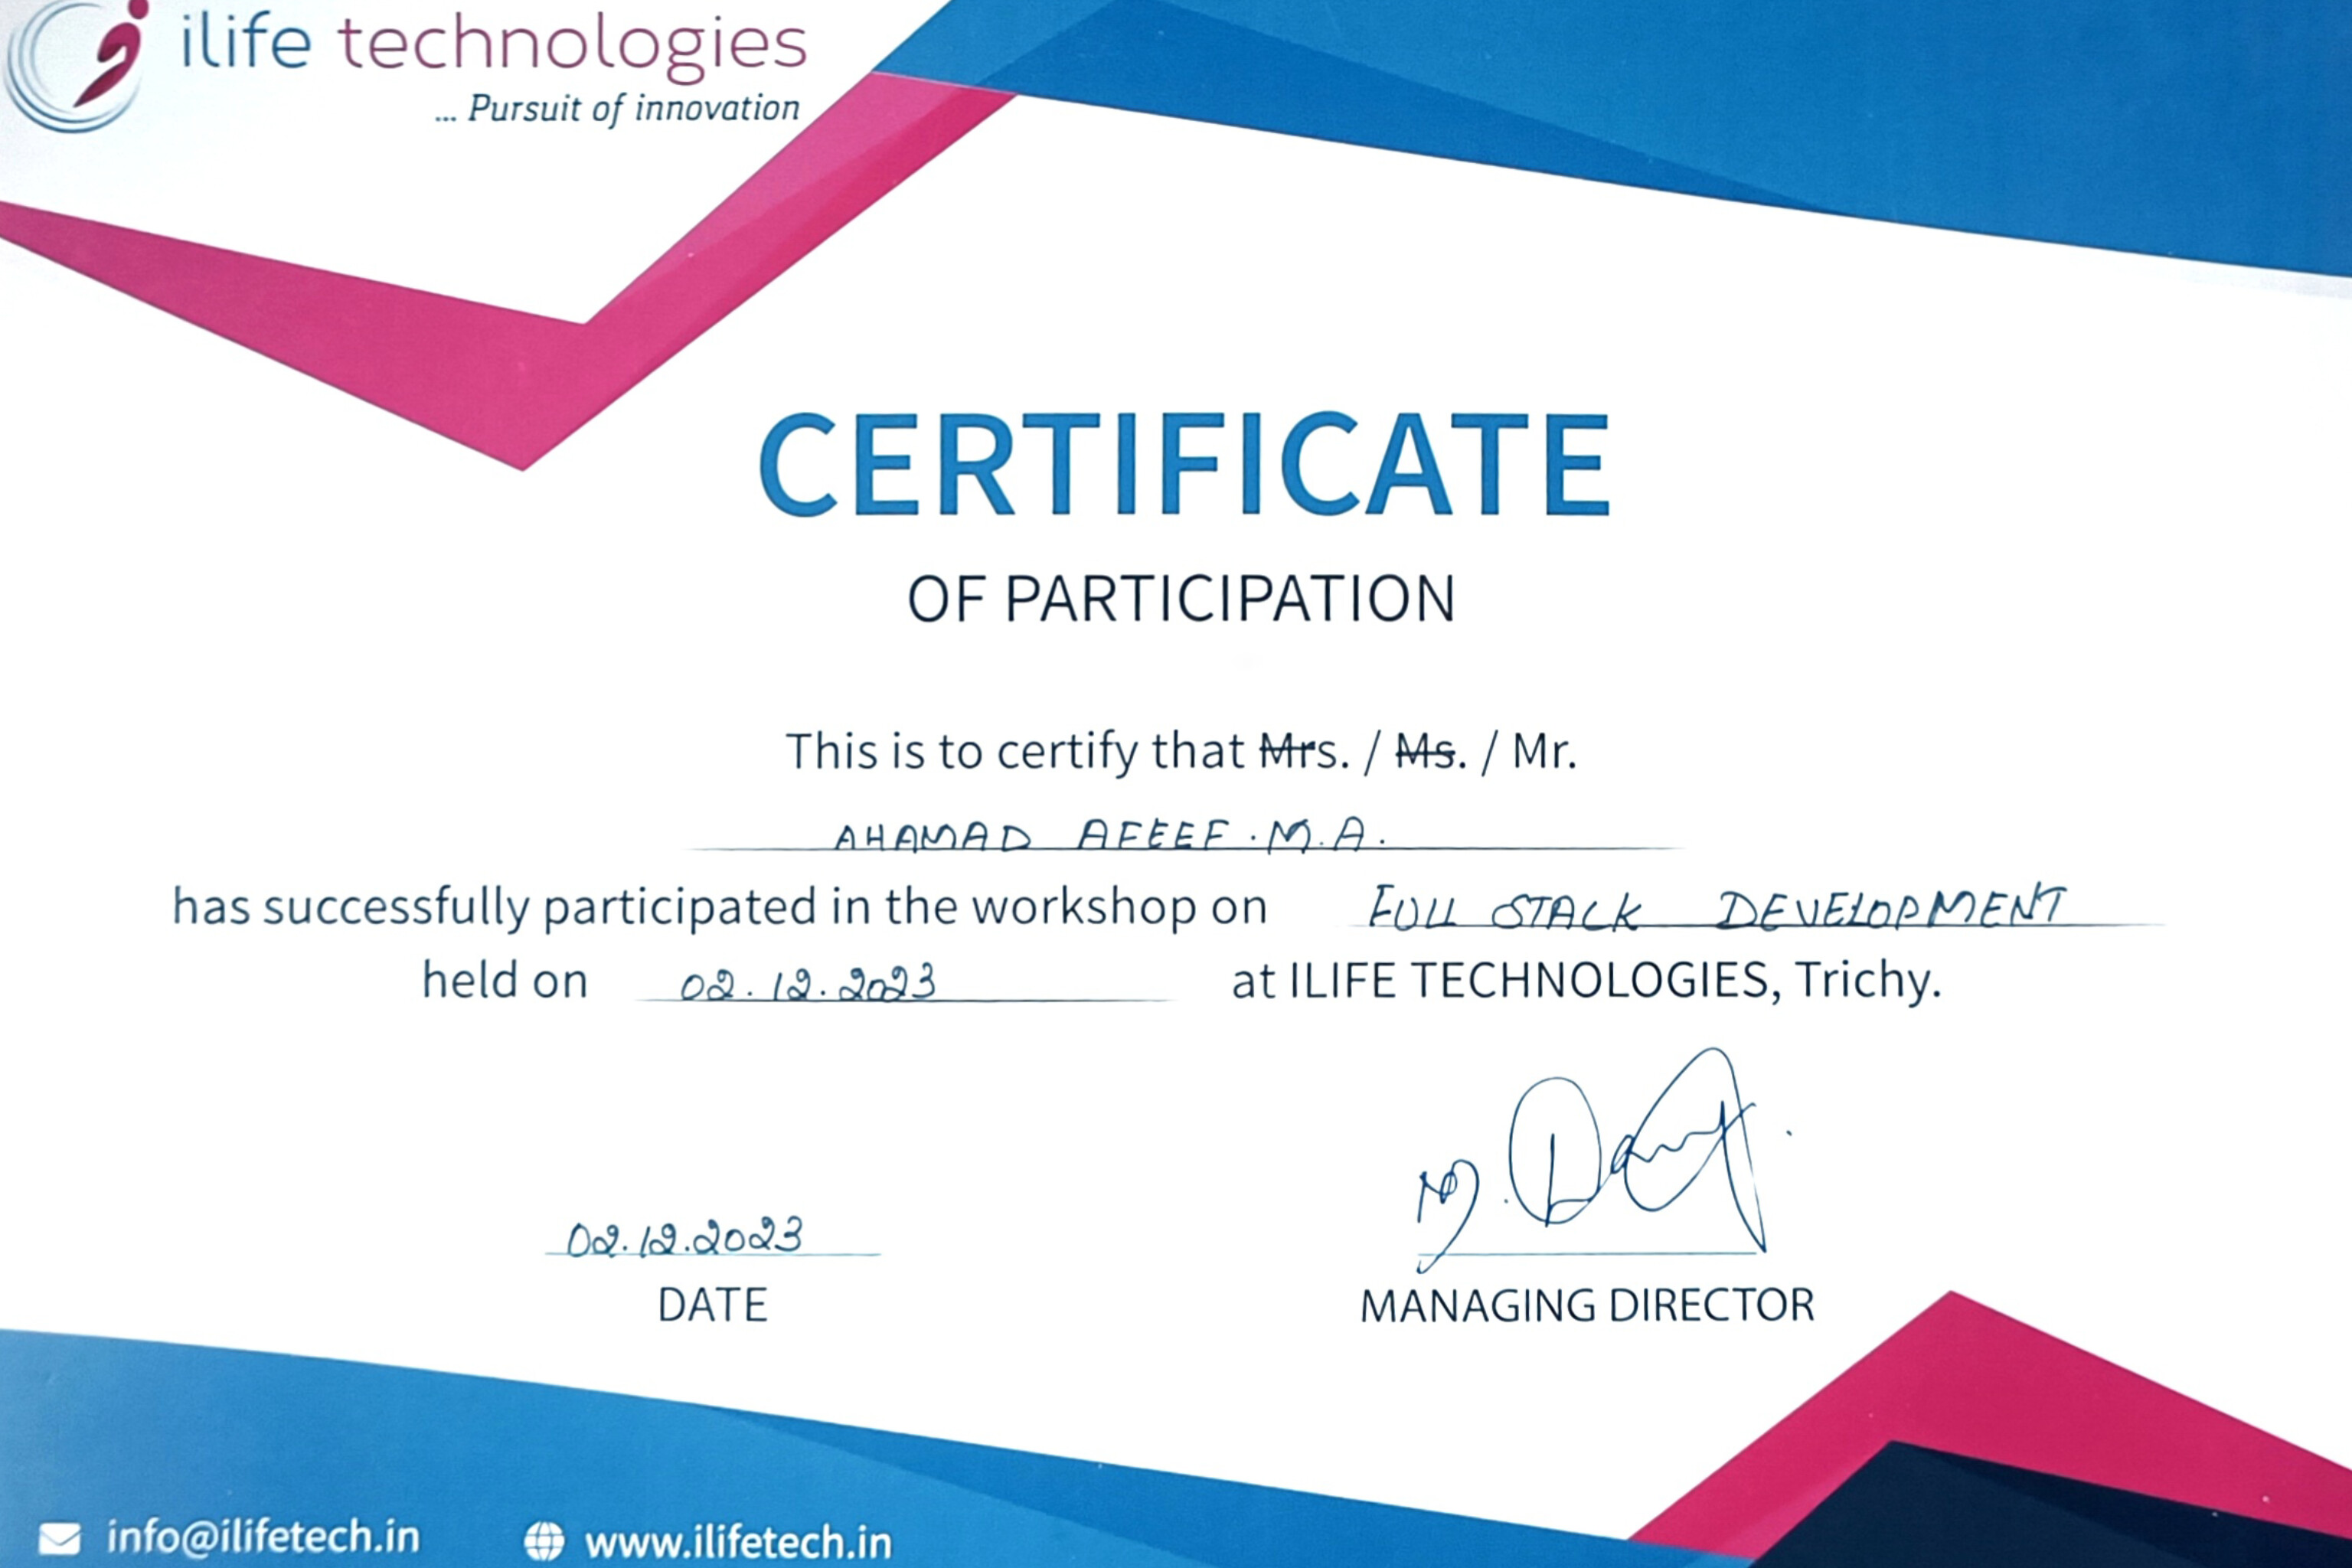 ilife technologies
... Pursuit of innovation
CERTIFICATE
OF PARTICIPATION
This is to certify that Mrs. / Ms. / Mr.
AHAMAD AFEEF.M.A.
has successfully participated in the workshop on FULL STACK DEVELOPMENT
held on 02.12.2023 at ILIFE TECHNOLOGIES, Trichy.
02.12.2023
DATE
MANAGING DIRECTOR
info@ilifetech.in www.ilifetech.in